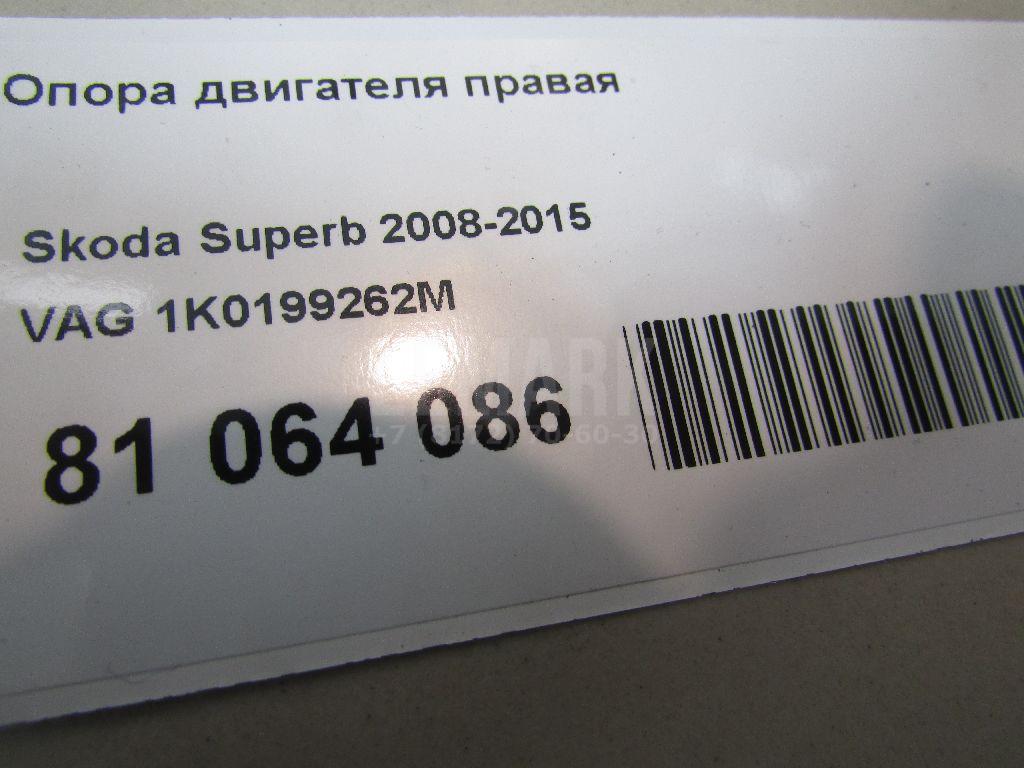 Опора двигателя правая
Skoda Superb 2008-2015
VAG 1K0199262M
81 064 086